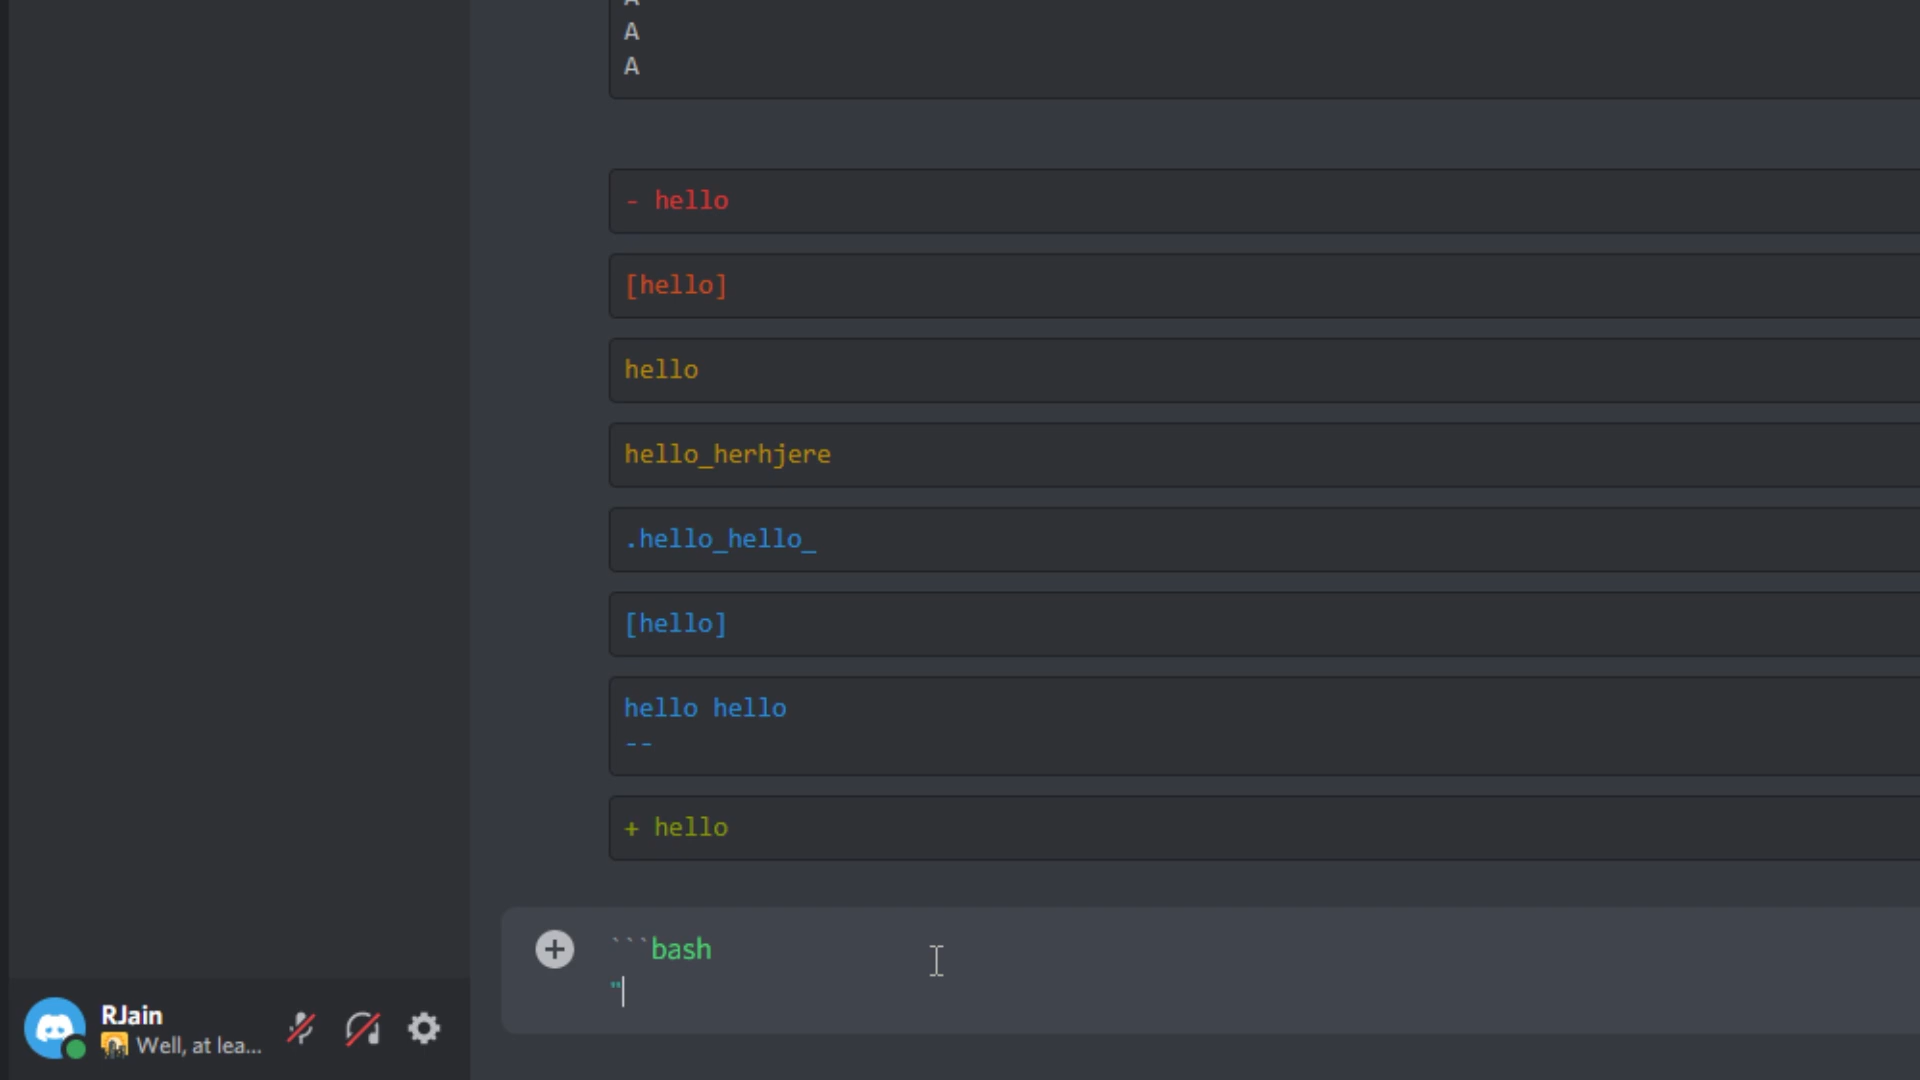 A
A
A
- hello
[hello]
hello
hello_herhjere
.hello_hello_
[hello]
hello hello
--
+ hello
```bash
"
RJain
Well, at lea...